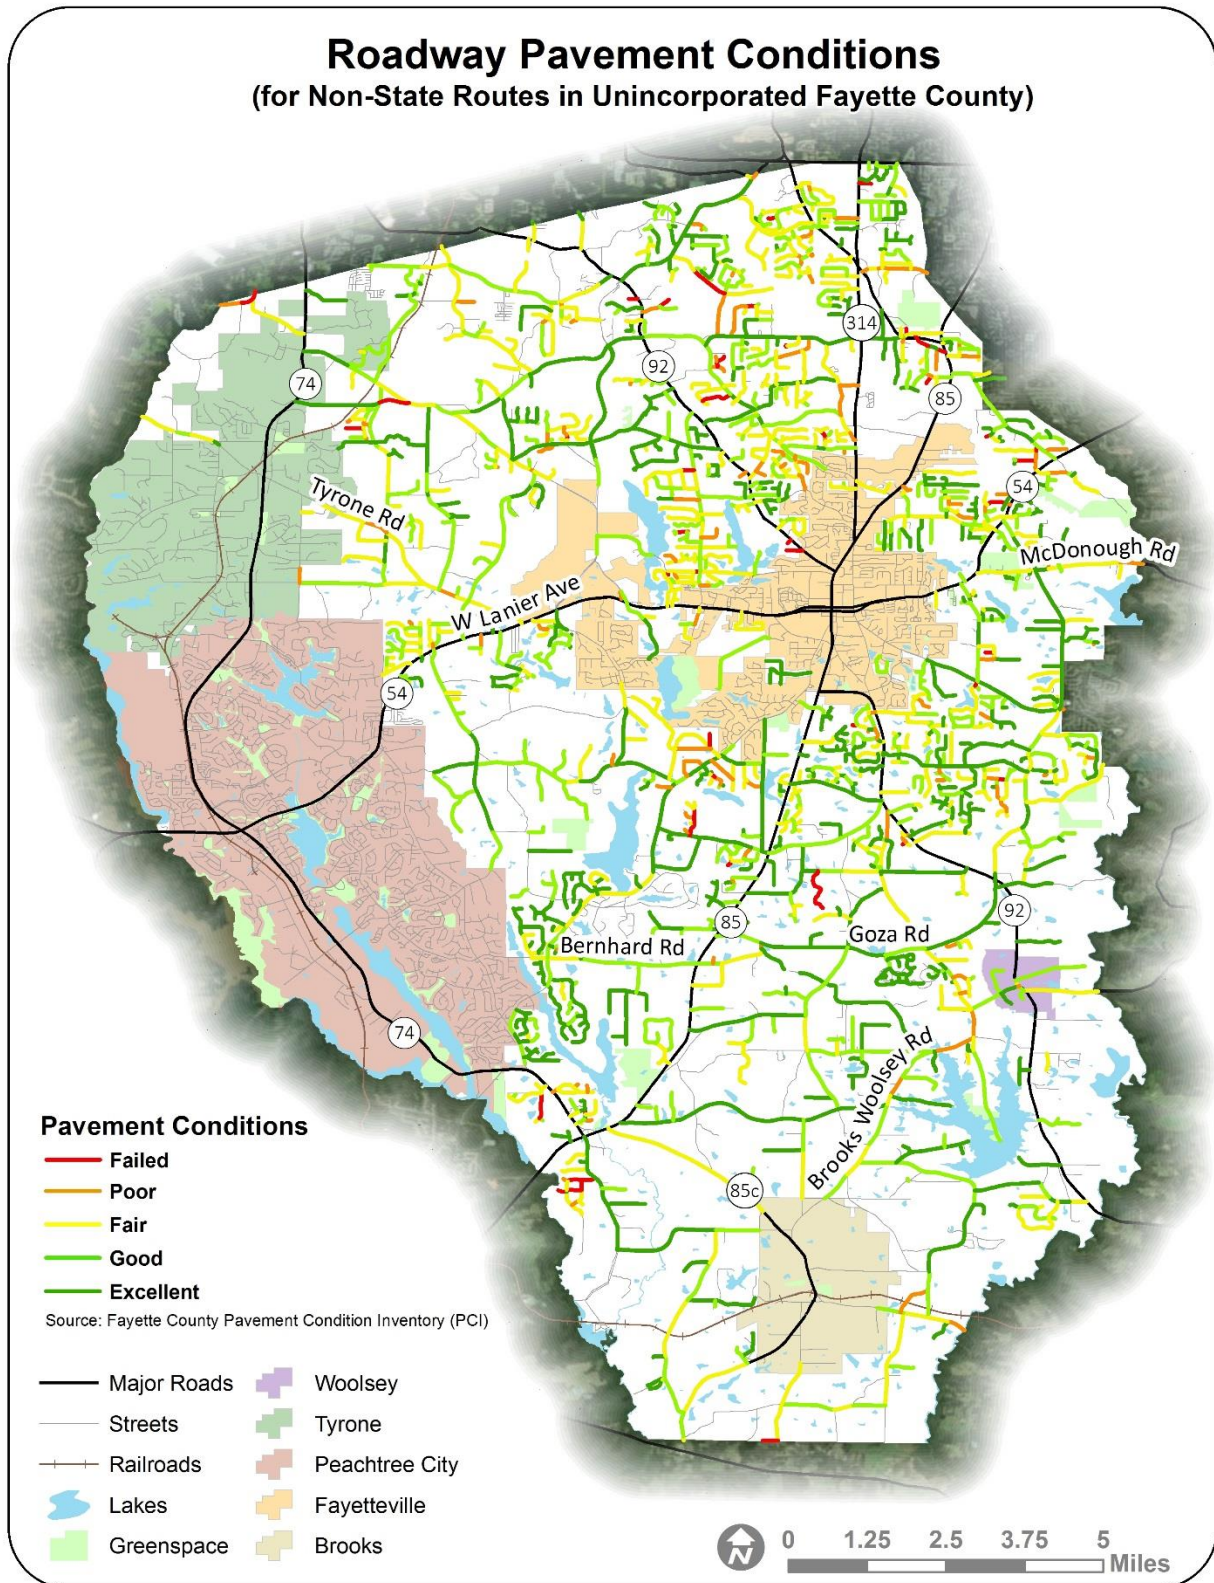 Roadway Pavement Conditions
(for Non-State Routes in Unincorporated Fayette County)
314
92
74
85
54
Tyrone Rd
McDonough Rd
W Lanier Ave
54
92
85
Goza Rd
Bernhard Rd
74
Brooks Woolsey Rd
85c
Pavement Conditions
Failed
Poor
Fair
Good
Excellent
Source: Fayette County Pavement Condition Inventory (PCI)
Major Roads
Streets
Railroads
Lakes
Greenspace
Woolsey
Tyrone
Peachtree City
Fayetteville
Brooks
N
0 1.25 2.5 3.75 5
Miles